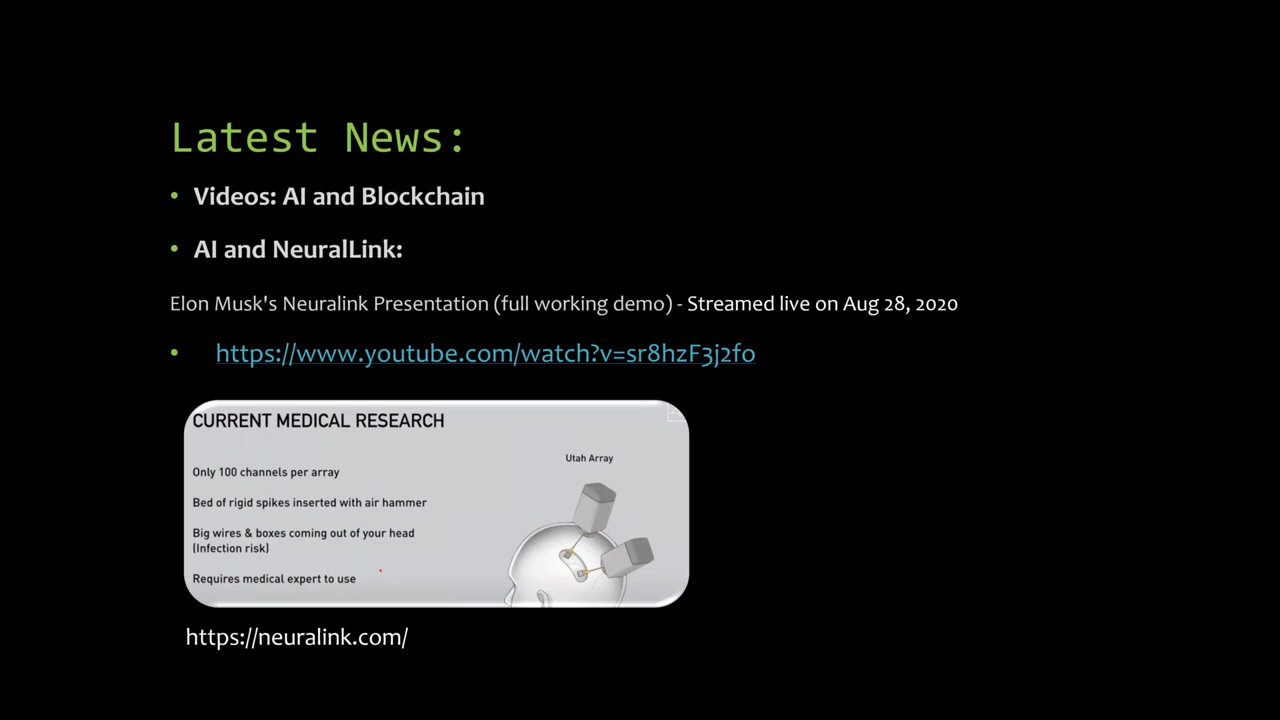 Latest News:
• Videos: AI and Blockchain
• AI and NeuralLink:
Elon Musk's Neuralink Presentation (full working demo) - Streamed live on Aug 28, 2020
• https://www.youtube.com/watch?v=sr8hzF3j2fo
CURRENT MEDICAL RESEARCH
Utah Array
Only 100 channels per array
Bed of rigid spikes inserted with air hammer
Big wires & boxes coming out of your head
(Infection risk)
Requires medical expert to use
https://neuralink.com/